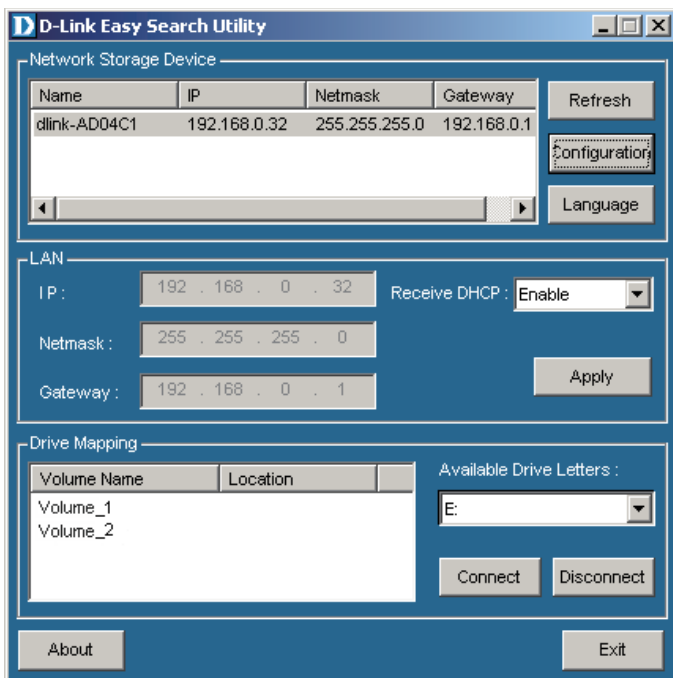 D-Link Easy Search Utility
Network Storage Device
Name IP Netmask Gateway
dlink-AD04C1 192.168.0.32 255.255.255.0 192.168.0.1
Refresh
Configuration
Language
LAN
IP: 192 . 168 . 0 . 32
Receive DHCP : Enable
Netmask : 255 . 255 . 255 . 0
Gateway : 192 . 168 . 0 . 1
Apply
Drive Mapping
Volume Name Location
Volume_1
Volume_2
Available Drive Letters :
E:
Connect Disconnect
About Exit